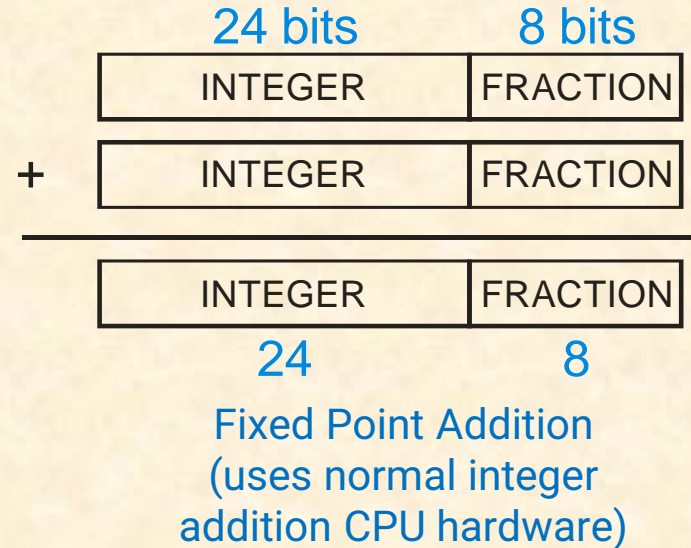 24 bits 8 bits
INTEGER FRACTION
+ INTEGER FRACTION
INTEGER FRACTION
24 8
Fixed Point Addition
(uses normal integer
addition CPU hardware)